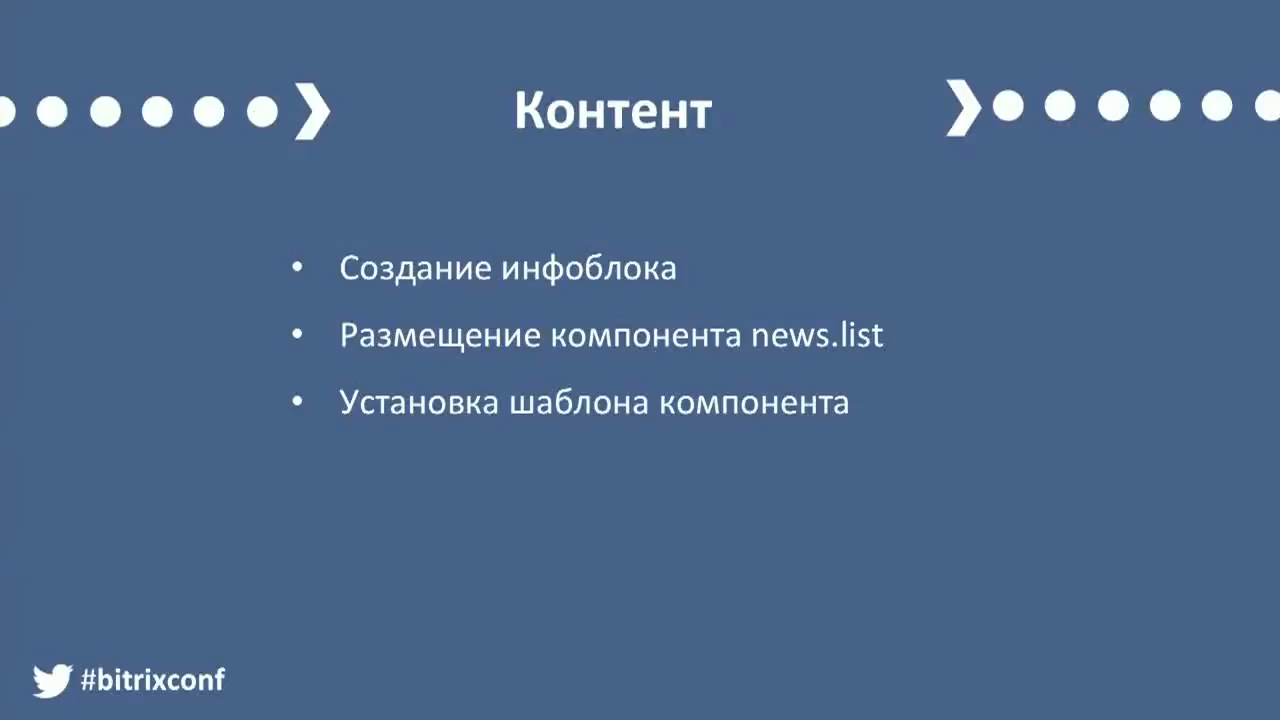 Контент
• Создание инфоблока
• Размещение компонента news.list
• Установка шаблона компонента
#bitrixconf